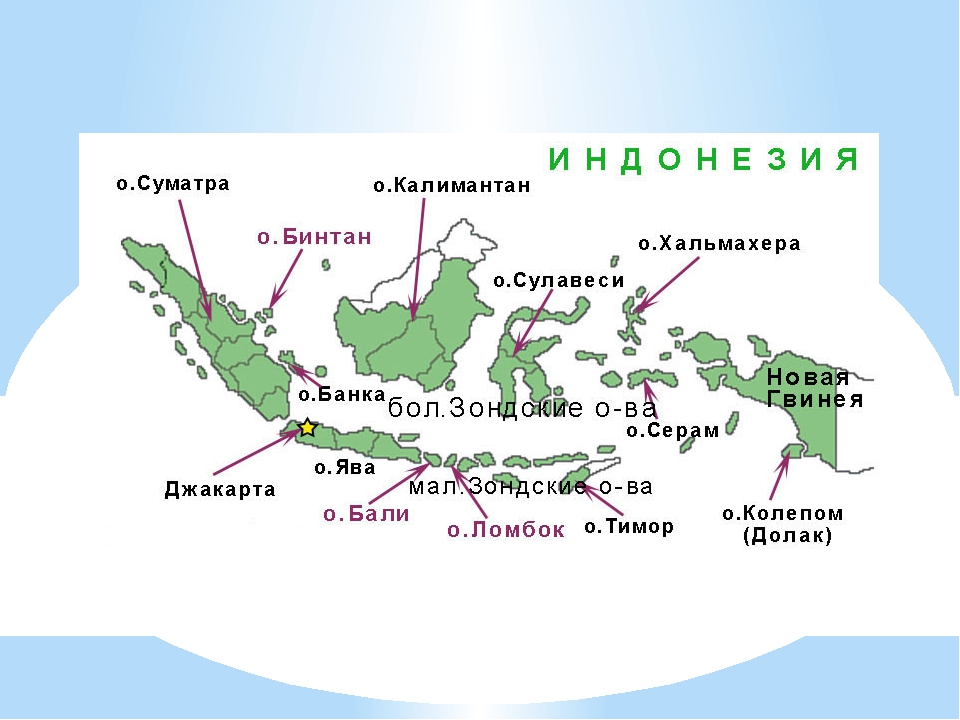 ИНДОНЕЗИЯ
о.Суматра
о.Калимантан
о.Бинтан
о.Хальмахера
о.Сулавеси
Новая
Гвинея
о.Банка
бол.Зондские о-ва
о.Серам
о.Ява
Джакарта
мал.Зондские о-ва
о.Бали
о.Ломбок
о.Тимор
о.Колепом
(Долак)